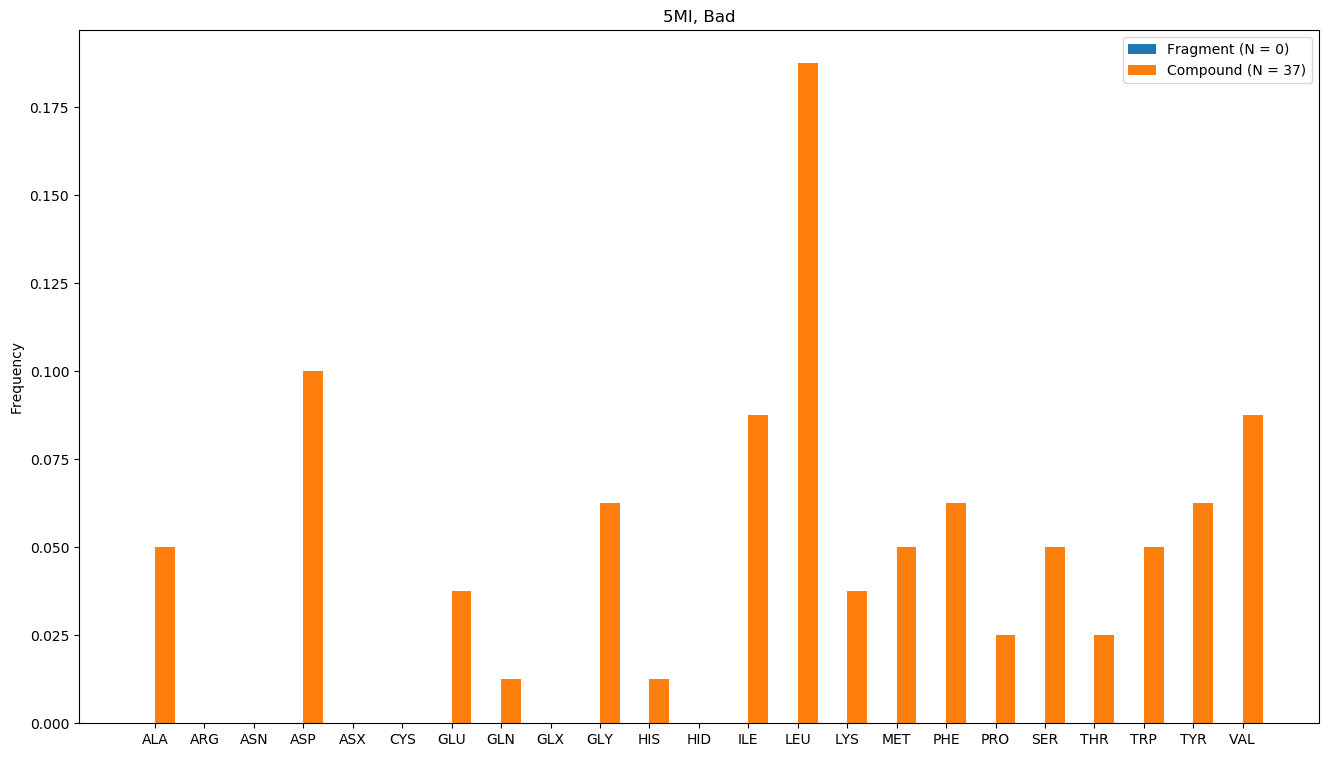 5MI, Bad
Fragment (N = 0)
Compound (N = 37)
Frequency
0.175
0.150
0.125
0.100
0.075
0.050
0.025
0.000
ALA ARG ASN ASP ASX CYS GLU GLN GLX GLY HIS HID ILE LEU LYS MET PHE PRO SER THR TRP TYR VAL